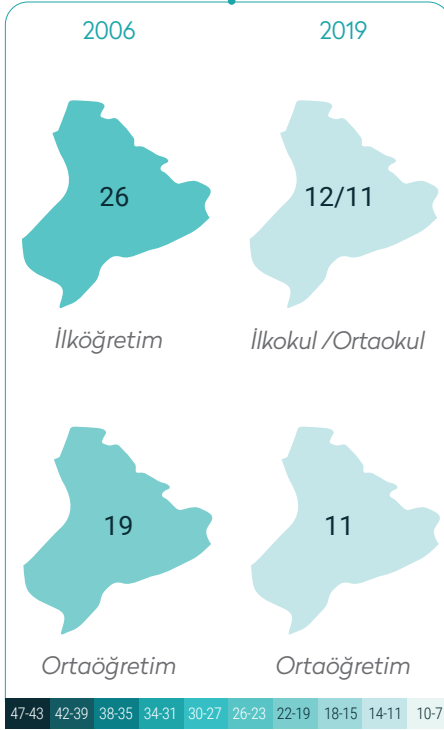 2006 2019
26 12/11
İlköğretim İlkokul /Ortaokul
19 11
Ortaöğretim Ortaöğretim
47-43 42-39 38-35 34-31 30-27 26-23 22-19 18-15 14-11 10-7